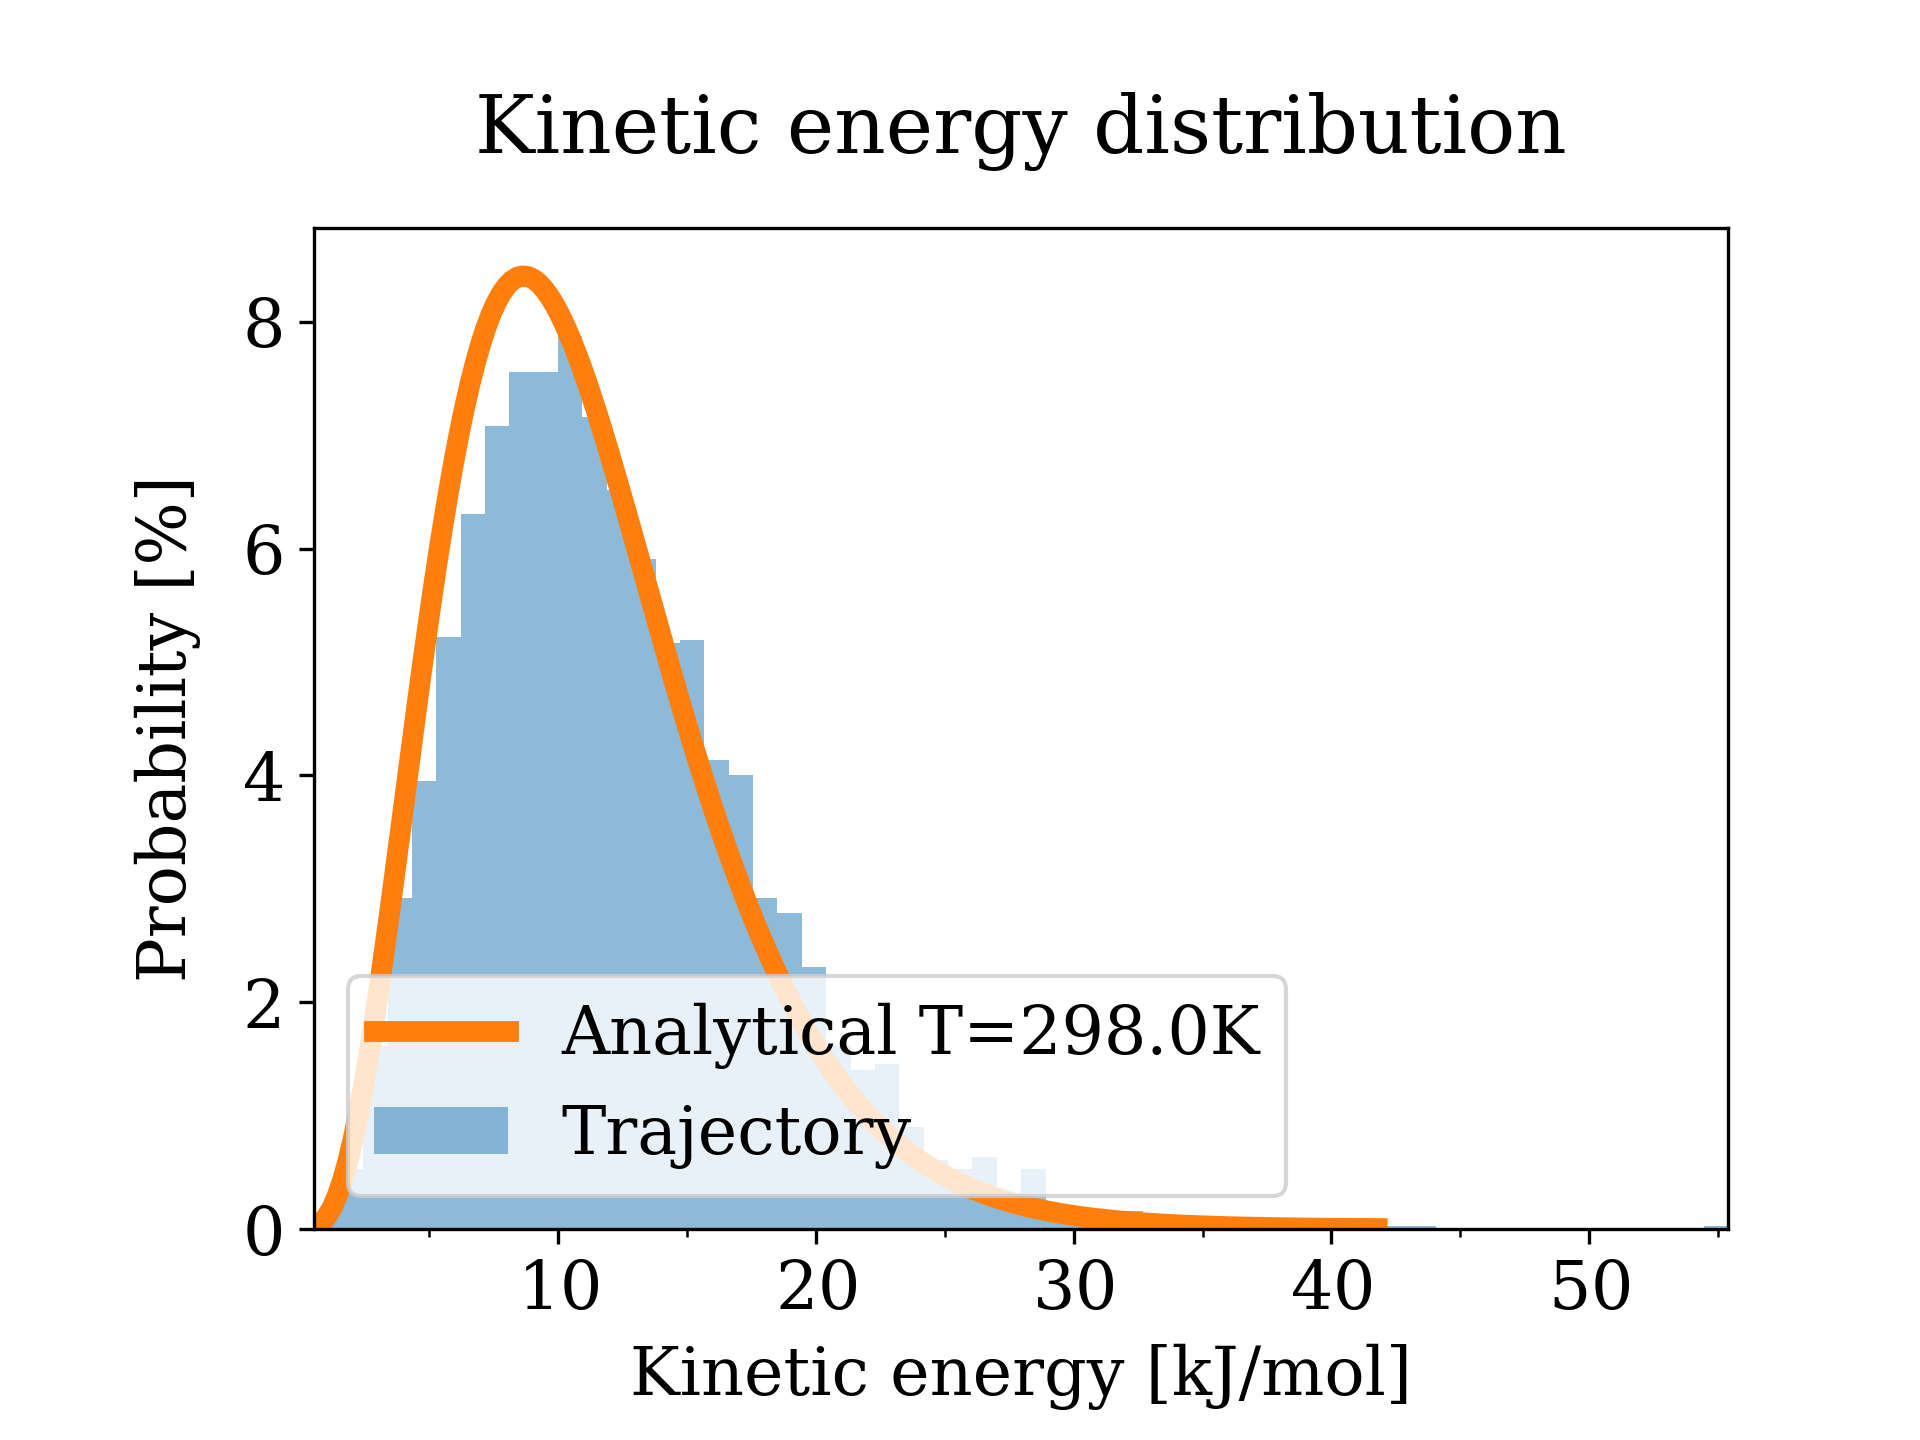 Kinetic energy distribution
Probability [%]
8
6
4
2
0
Analytical T=298.0K
Trajectory
10 20 30 40 50
Kinetic energy [kJ/mol]